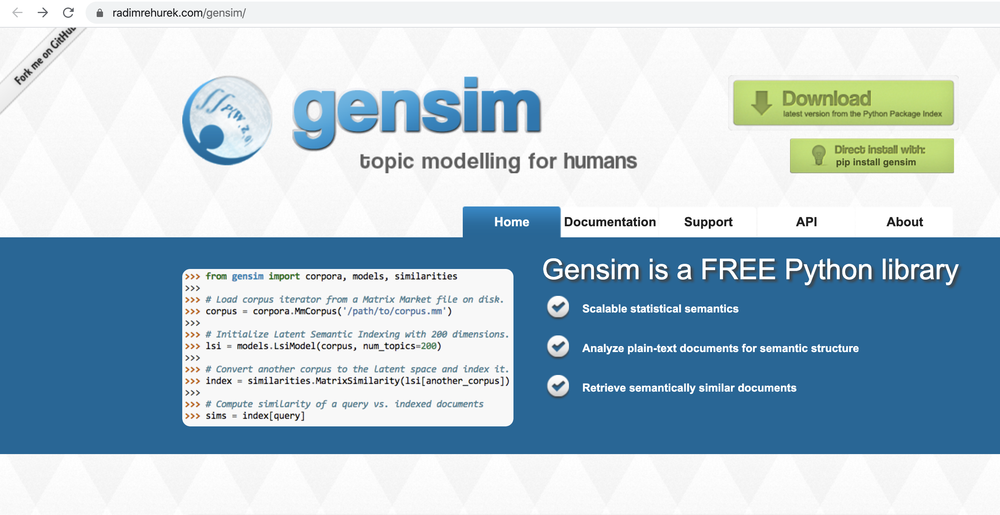 radimrehurek.com/gensim/
Fork me on GitHub
gensim
topic modelling for humans
Download
latest version from the Python Package Index
Direct install with:
pip install gensim
Home Documentation Support API About
>>> from gensim import corpora, models, similarities
>>>
>>> # Load corpus iterator from a Matrix Market file on disk.
>>> corpus = corpora.MmCorpus('/path/to/corpus.mm')
>>>
>>> # Initialize Latent Semantic Indexing with 200 dimensions.
>>> lsi = models.LsiModel(corpus, num_topics=200)
>>>
>>> # Convert another corpus to the latent space and index it.
>>> index = similarities.MatrixSimilarity(lsi[another_corpus])
>>>
>>> # Compute similarity of a query vs. indexed documents
>>> sims = index[query]
Gensim is a FREE Python library
Scalable statistical semantics
Analyze plain-text documents for semantic structure
Retrieve semantically similar documents